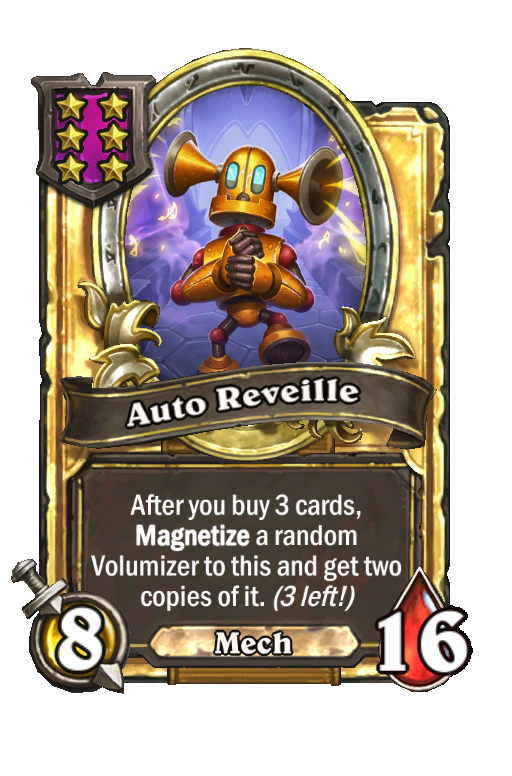 Auto Reveille
After you buy 3 cards,
Magnetize a random
Volumizer to this and get two
copies of it. (3 left!)
8
Mech
16